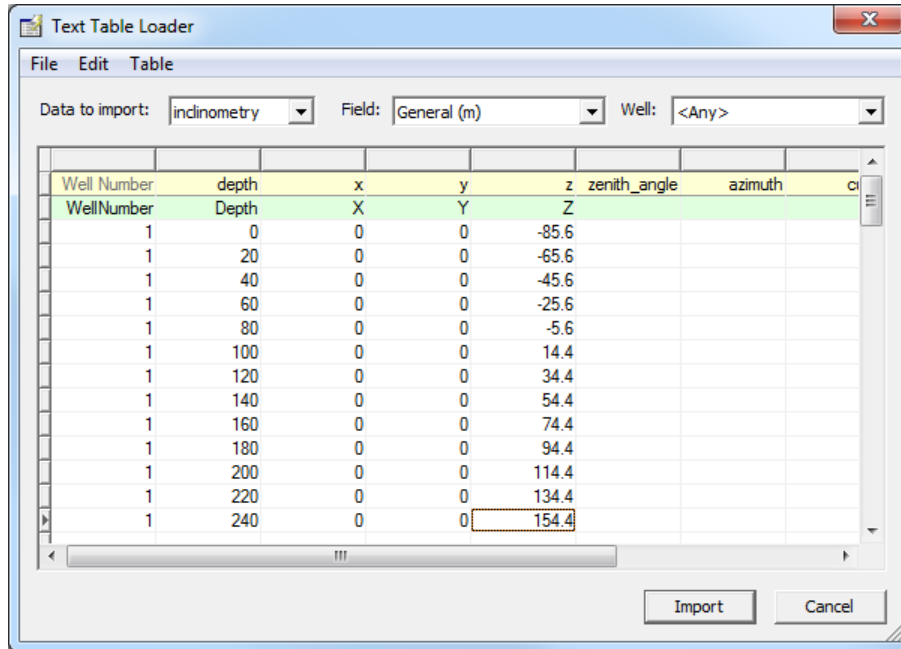 Text Table Loader
File Edit Table
Data to import: inclinometry Field: General (m) Well: <Any>
Well Number depth x y z zenith_angle azimuth
WellNumber Depth X Y Z
1 0 0 0 -85.6
1 20 0 0 -65.6
1 40 0 0 -45.6
1 60 0 0 -25.6
1 80 0 0 -5.6
1 100 0 0 14.4
1 120 0 0 34.4
1 140 0 0 54.4
1 160 0 0 74.4
1 180 0 0 94.4
1 200 0 0 114.4
1 220 0 0 134.4
1 240 0 0 154.4
Import Cancel